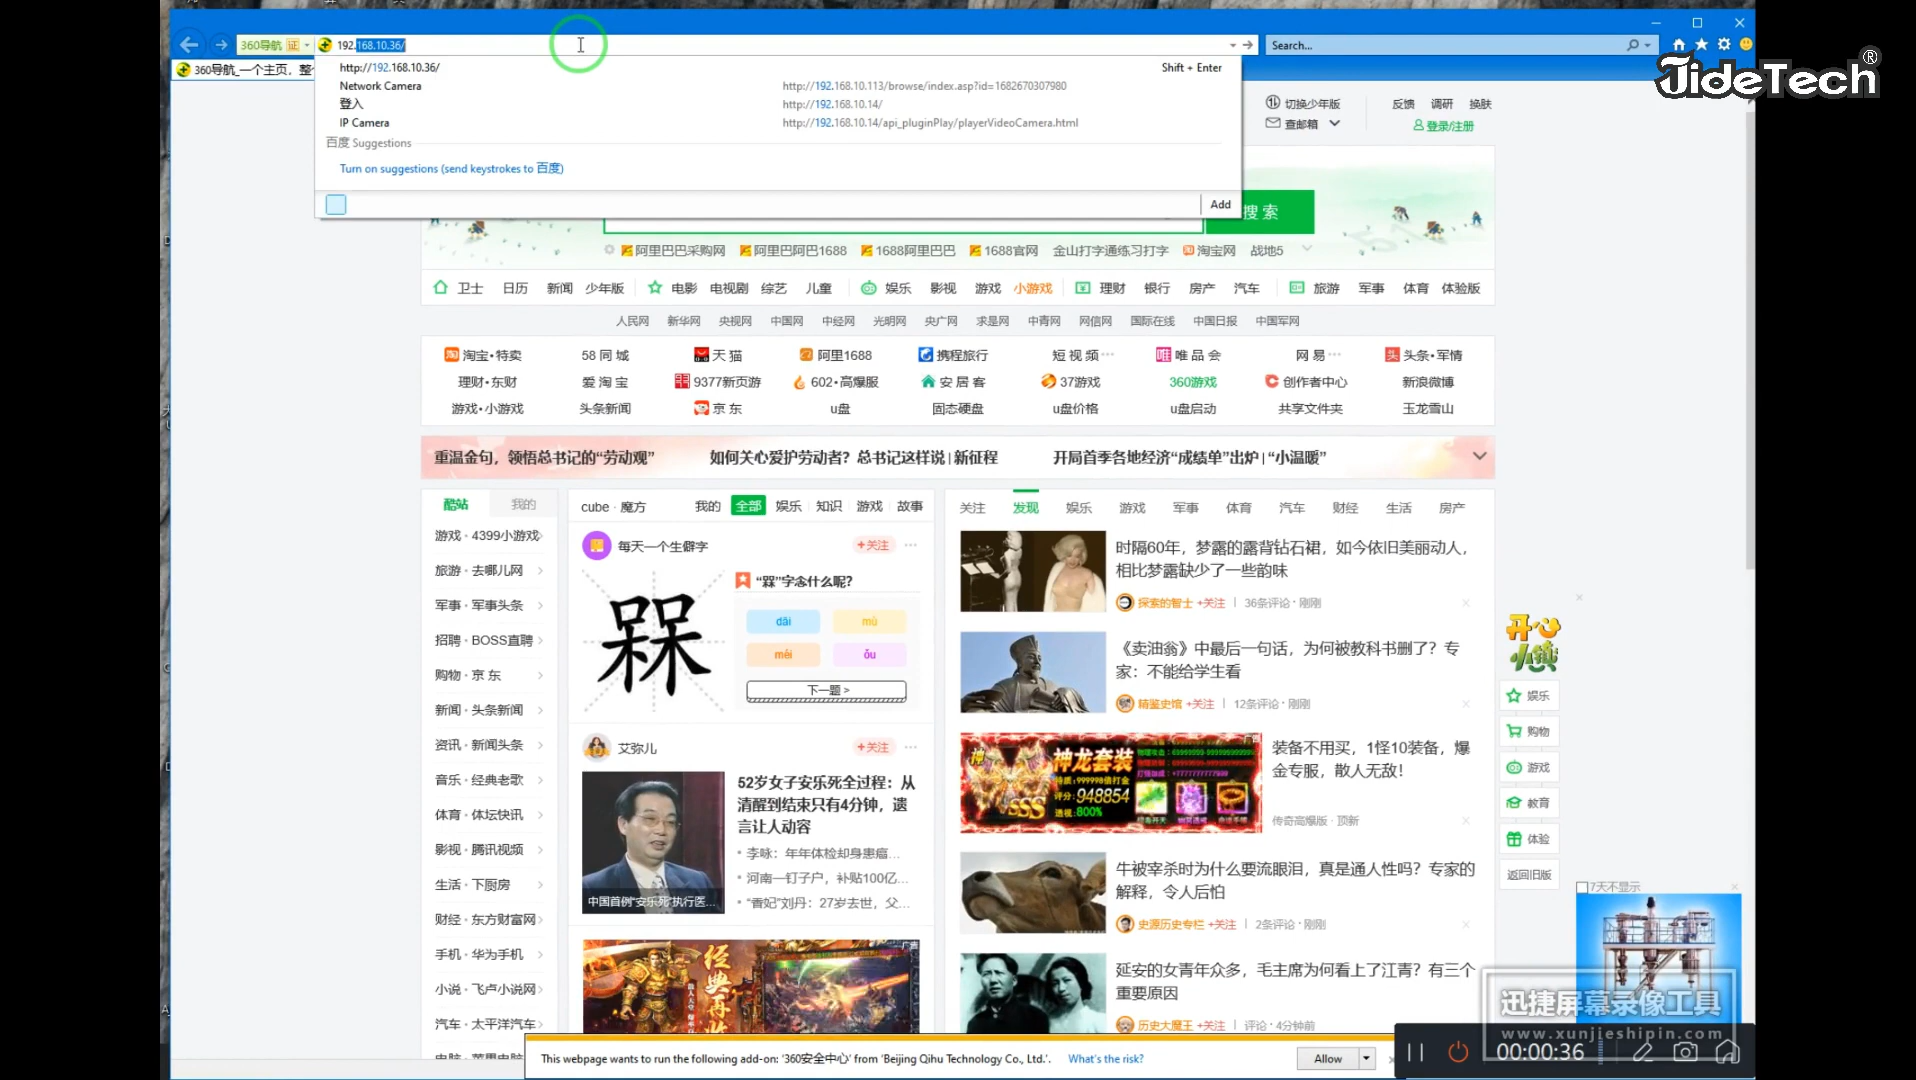 JideTech®
360导航 证
192.168.10.36/
Search...
360导航_一个主页，整
http://192.168.10.36/ Shift + Enter
Network Camera http://192.168.10.113/browse/index.asp?id=1682670307980
登入 http://192.168.10.14/
IP Camera http://192.168.10.14/api_pluginPlay/playerVideoCamera.html
百度 Suggestions
Turn on suggestions (send keystrokes to 百度)
Add
切换少年版 反馈 调研 换肤
查邮箱 登录/注册
搜索
阿里巴巴采购网 阿里巴阿巴1688 1688阿里巴巴 1688官网 金山打字通练习打字 淘宝网 战地5
卫士 日历 新闻 少年版 电影 电视剧 综艺 儿童 娱乐 影视 游戏 小游戏 理财 银行 房产 汽车 旅游 军事 体育 体验版
人民网 新华网 央视网 中国网 中经网 光明网 央广网 求是网 中青网 网信网 国际在线 中国日报 中国军网
淘宝•特卖 58同城 天猫 阿里1688 携程旅行 短视频 唯品会 网易 头条•军情
理财•东财 爱淘宝 9377新页游 602•高爆服 安居客 37游戏 360游戏 创作者中心 新浪微博
游戏•小游戏 头条新闻 京东 u盘 固态硬盘 u盘价格 u盘启动 共享文件夹 玉龙雪山
重温金句，领悟总书记的“劳动观” 如何关心爱护劳动者？总书记这样说|新征程 开局首季各地经济“成绩单”出炉|“小温暖”
酷站 我的
游戏·4399小游戏
旅游·去哪儿网
军事·军事头条
招聘·BOSS直聘
购物·京东
新闻·头条新闻
资讯·新闻头条
音乐·经典老歌
体育·体坛快讯
影视·腾讯视频
生活·下厨房
财经·东方财富网
手机·华为手机
小说·飞卢小说网
汽车·太平洋汽车
cube·魔方 我的 全部 娱乐 知识 游戏 故事
每天一个生僻字 +关注
槑
“槑”字念什么呢？
dāi mù
méi ǒu
下一题 >
艾弥儿 +关注
中国首例“安乐死”执行医...
52岁女子安乐死全过程：从
清醒到结束只有4分钟，遗
言让人动容
• 李咏：年年体检却身患癌...
• 河南一钉子户，补贴100亿...
• “香妃”刘丹：27岁去世，父...
经典再
广告
关注 发现 娱乐 游戏 军事 体育 汽车 财经 生活 房产
时隔60年，梦露的露背钻石裙，如今依旧美丽动人，
相比梦露缺少了一些韵味
探索的智士 +关注 | 36条评论·刚刚
《卖油翁》中最后一句话，为何被教科书删了？专
家：不能给学生看
精鉴史馆 +关注 | 12条评论·刚刚
神龙套装
948854
SSS
透视:800%
装备不用买，1怪10装备，爆
金专服，散人无敌！
传奇高爆版·顶新
牛被宰杀时为什么要流眼泪，真是通人性吗？专家的
解释，令人后怕
史源历史专栏 +关注 | 2条评论·刚刚
延安的女青年众多，毛主席为何看上了江青？有三个
重要原因
历史大魔王 +关注 | 评论·4分钟前
开心小镇
娱乐
购物
游戏
教育
体验
返回旧版
7天不显示
迅捷屏幕录像工具
www.xunjieshipin.com
00:00:36
This webpage wants to run the following add-on: '360安全中心' from 'Beijing Qihu Technology Co., Ltd.'. What's the risk?
Allow